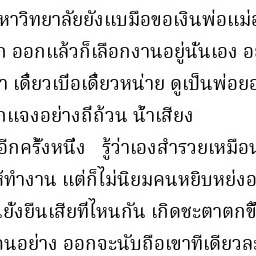 หาวิทยาลัยยังแบมือขอเงินพ่อแม่
ออกแล้วก็เลือกงานอยู่นั่นเอง
เดี๋ยวเบื่อเดี๋ยวหน่าย ดูเป็นพ่อย
กแจงอย่างถี่ถ้วน น้ำเสียง
อีกครั้งหนึ่ง รู้ว่าเองสำรวยเหมือน
ห้ทำงาน แต่ก็ไม่นิยมคนหยิบหย่ง
ยั่งยืนเสียที่ไหนกัน เกิดชะตาตกขึ้
านอย่าง ออกจะนับถือเขาทีเดียวละ